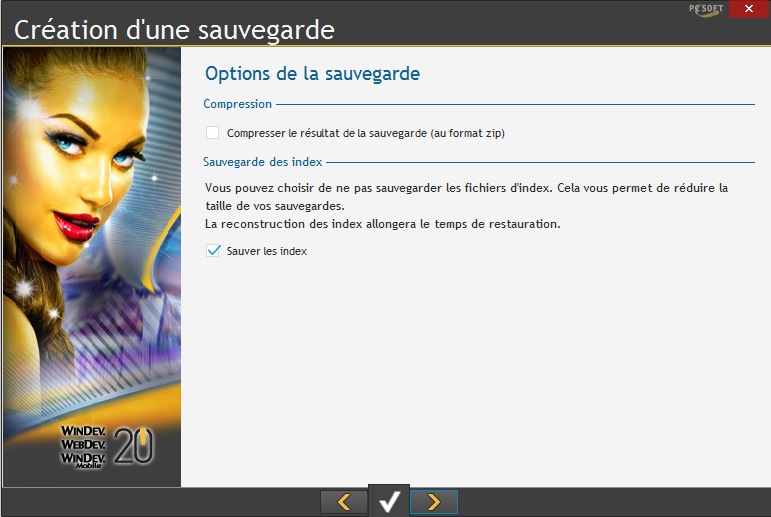 PC SOFT
Création d'une sauvegarde
Options de la sauvegarde
Compression
Compresser le résultat de la sauvegarde (au format zip)
Sauvegarde des index
Vous pouvez choisir de ne pas sauvegarder les fichiers d'index. Cela vous permet de réduire la
taille de vos sauvegardes.
La reconstruction des index allongera le temps de restauration.
Sauver les index
WINDEV.
WEBDEV.
WINDEV.
Mobile
20